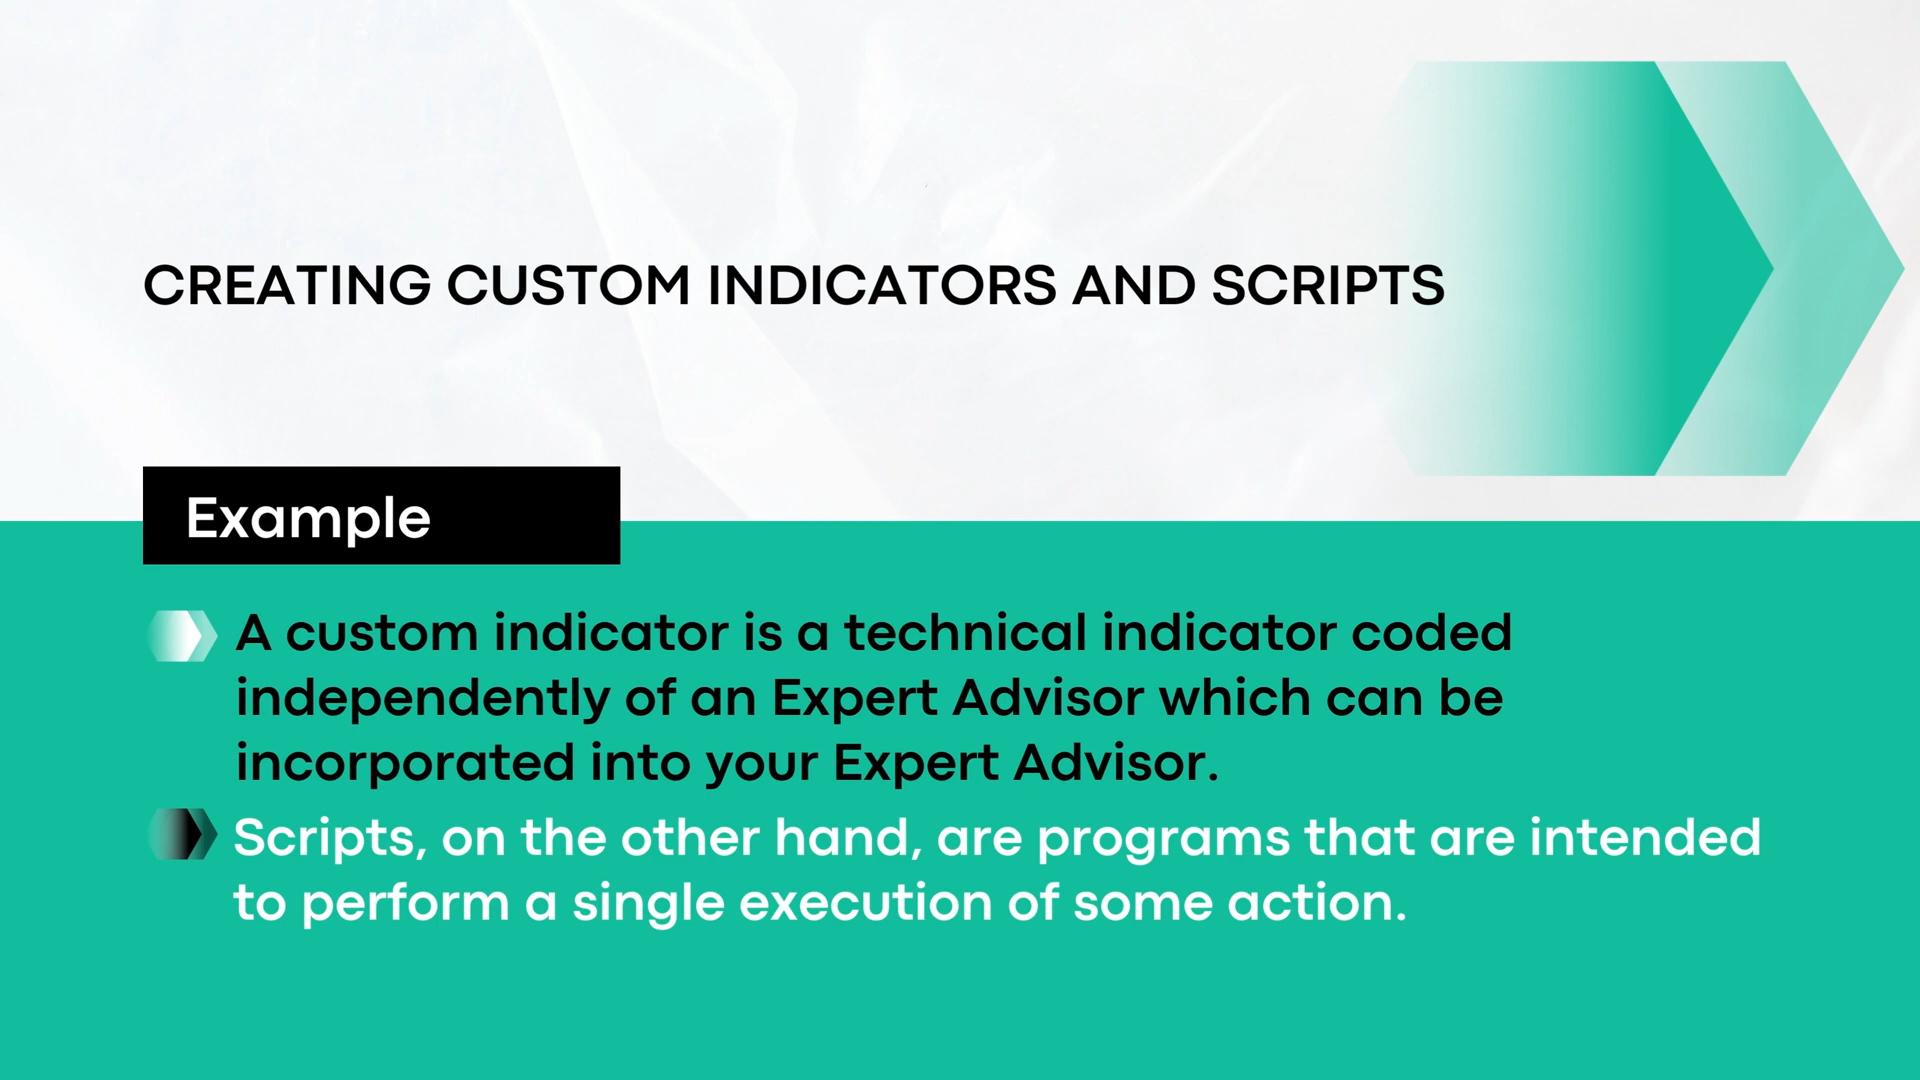 CREATING CUSTOM INDICATORS AND SCRIPTS
Example
A custom indicator is a technical indicator coded
independently of an Expert Advisor which can be
incorporated into your Expert Advisor.
Scripts, on the other hand, are programs that are intended
to perform a single execution of some action.